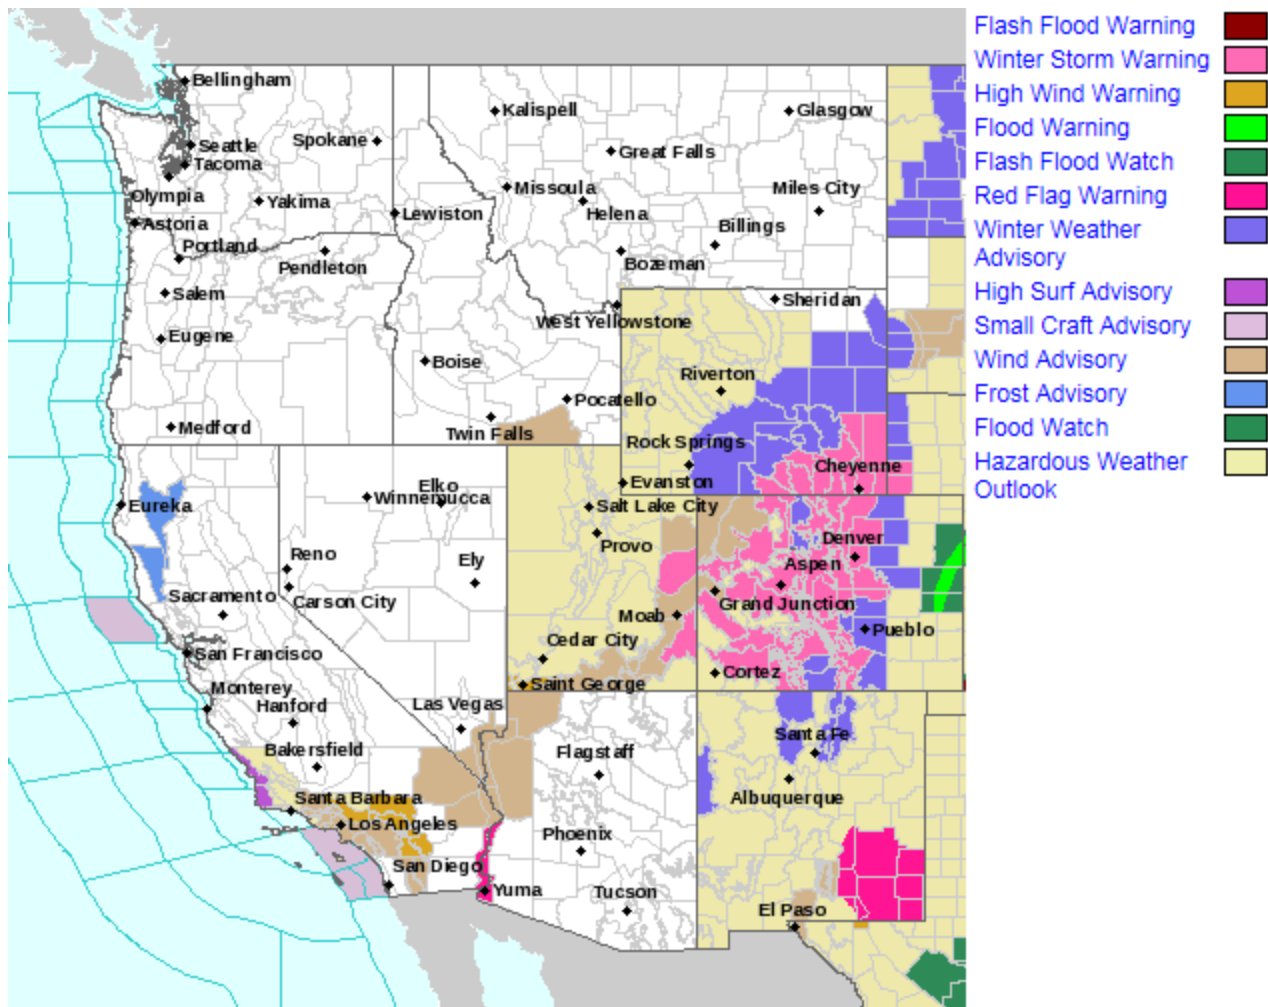 Flash Flood Warning
Winter Storm Warning
High Wind Warning
Flood Warning
Flash Flood Watch
Red Flag Warning
Winter Weather
Advisory
High Surf Advisory
Small Craft Advisory
Wind Advisory
Frost Advisory
Flood Watch
Hazardous Weather
Outlook
Bellingham
Kalispell
Glasgow
Seattle
Spokane
Tacoma
Great Falls
Olympia
Yakima
Missoula
Miles City
Astoria
Lewiston
Helena
Billings
Portland
Pendleton
Bozeman
Salem
Sheridan
West Yellowstone
Eugene
Boise
Riverton
Pocatello
Medford
Twin Falls
Rock Springs
Cheyenne
Evanston
Elko
Winnemucca
Eureka
Salt Lake City
Provo
Denver
Reno
Ely
Aspen
Sacramento
Carson City
Grand Junction
Moab
Pueblo
Cedar City
San Francisco
Cortez
Saint George
Monterey
Hanford
Las Vegas
Santa Fe
Bakersfield
Flagstaff
Albuquerque
Santa Barbara
Los Angeles
Phoenix
San Diego
Yuma
Tucson
El Paso